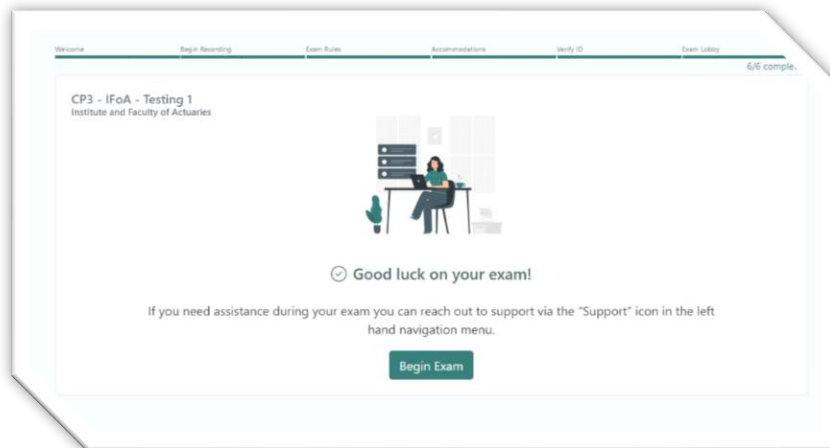 Welcome
Begin Recording
Exam Rules
Accommodations
Verify ID
Exam Lobby
6/6 comple.
CP3 - IFoA - Testing 1
Institute and Faculty of Actuaries
Good luck on your exam!
If you need assistance during your exam you can reach out to support via the "Support" icon in the left
hand navigation menu.
Begin Exam